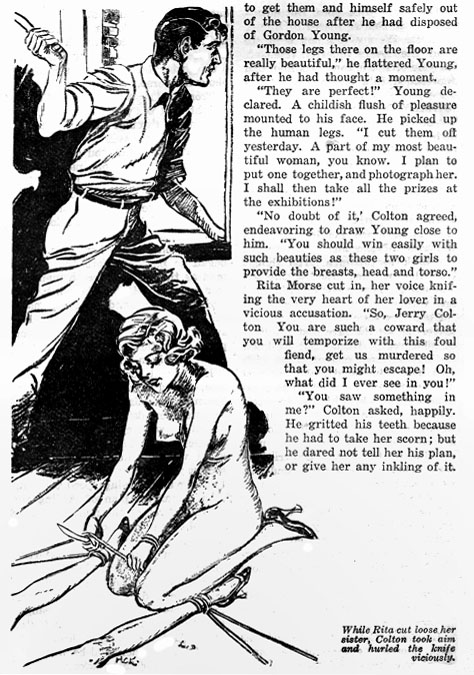 to get them and himself safely out
of the house after he had disposed
of Gordon Young.
“Those legs there on the floor are
really beautiful,” he flattered Young,
after he had thought a moment.
“They are perfect!” Young de-
clared. A childish flush of pleasure
mounted to his face. He picked up
the human legs. “I cut them off
yesterday. A part of my most beau-
tiful woman, you know. I plan to
put one together, and photograph her.
I shall then take all the prizes at
the exhibitions!”
“No doubt of it,’ Colton agreed,
endeavoring to draw Young close to
him. “You should win easily with
such beauties as these two girls to
provide the breasts, head and torso.”
Rita Morse cut in, her voice knif-
ing the very heart of her lover in a
vicious accusation. “So, Jerry Col-
ton You are such a coward that
you will temporize with this foul
fiend, get us murdered so
that you might escape! Oh,
what did I ever see in you!”
“You saw something in
me?” Colton asked, happily.
He gritted his teeth because
he had to take her scorn; but
he dared not tell her his plan,
or give her any inkling of it.
While Rita cut loose her
sister, Colton took aim
and hurled the knife
viciously.